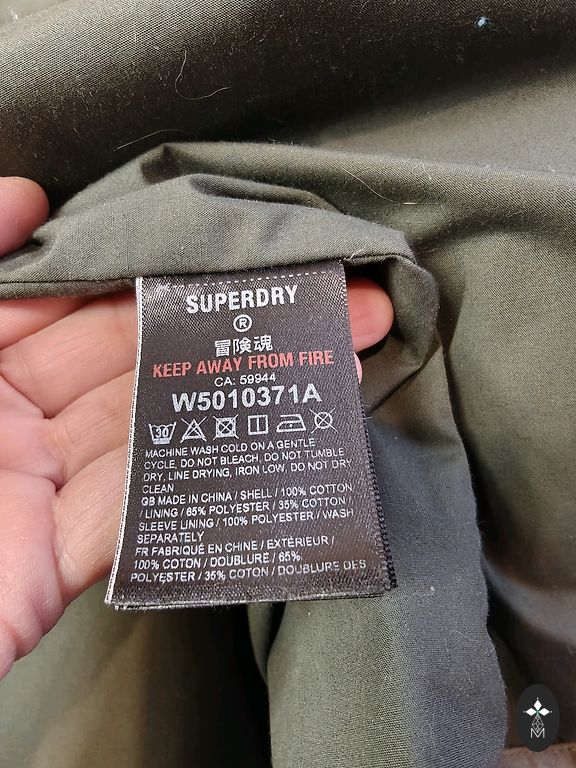 SUPERDRY
®
冒険魂
KEEP AWAY FROM FIRE
CA: 59944
W5010371A
30
MACHINE WASH COLD ON A GENTLE
CYCLE, DO NOT BLEACH, DO NOT TUMBLE
DRY, LINE DRYING, IRON LOW, DO NOT DRY
CLEAN
GB MADE IN CHINA / SHELL / 100% COTTON
/ LINING / 65% POLYESTER / 35% COTTON /
SLEEVE LINING / 100% POLYESTER / WASH
SEPARATELY
FR FABRIQUÉ EN CHINE / EXTÉRIEUR /
100% COTON / DOUBLURE / 65%
POLYESTER / 35% COTON / DOUBLURE DES
M